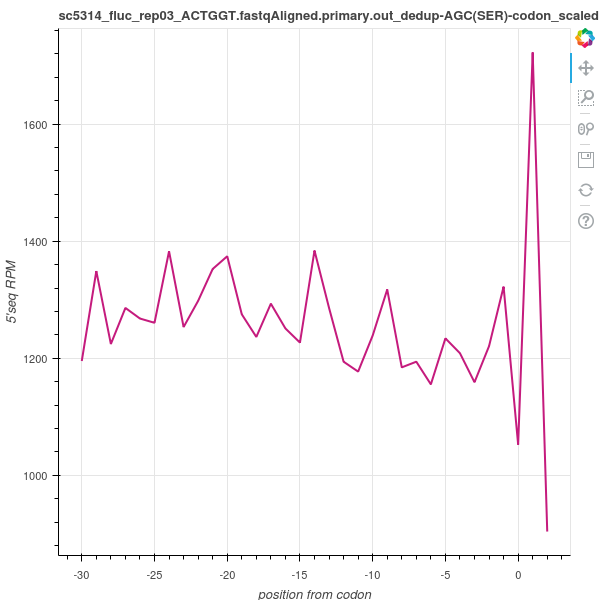 sc5314_fluc_rep03_ACTGGT.fastqAligned.primary.out_dedup-AGC(SER)-codon_scaled
1600
1400
1200
1000
5'seq RPM
-30 -25 -20 -15 -10 -5 0
position from codon